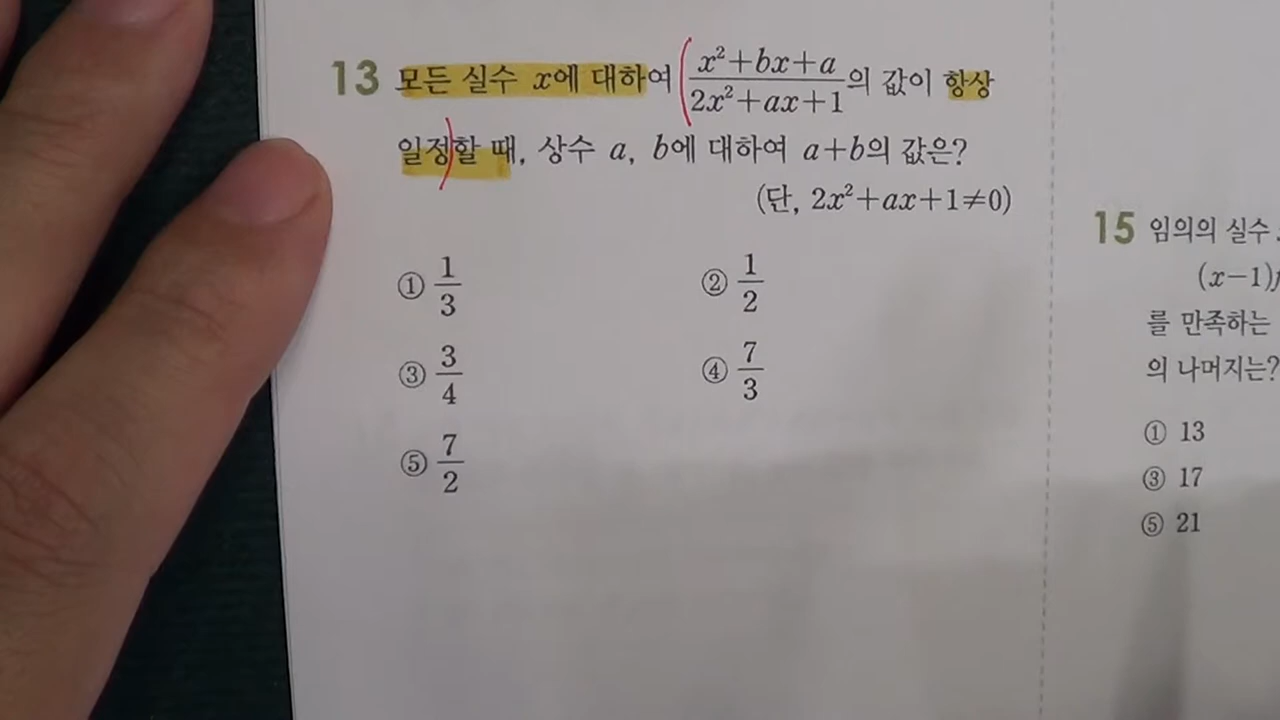 13 모든 실수 x에 대하여 (x²+bx+a)/(2x²+ax+1)의 값이 항상
일정할 때, 상수 a, b에 대하여 a+b의 값은?
(단, 2x²+ax+1≠0)
① 1/3 ② 1/2
③ 3/4 ④ 7/3
⑤ 7/2
15 임의의 실수
(x-1)
를 만족하는
의 나머지는?
① 13
③ 17
⑤ 21